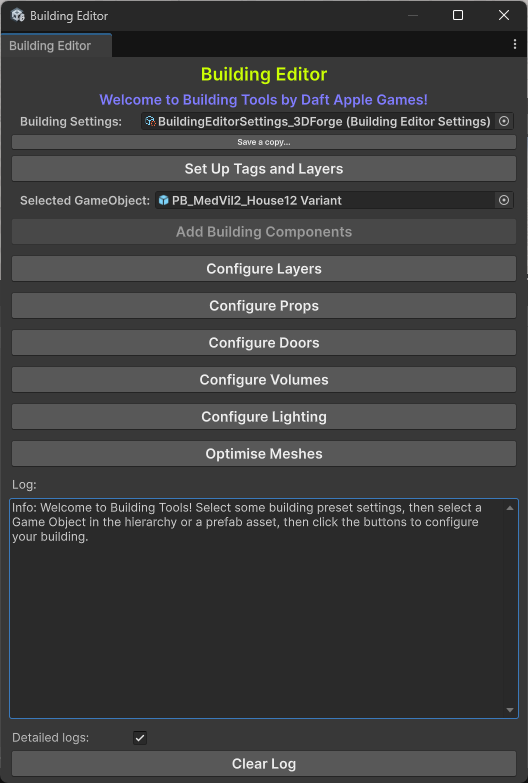 Building Editor
Building Editor
Building Editor
Welcome to Building Tools by Daft Apple Games!
Building Settings: BuildingEditorSettings_3DForge (Building Editor Settings)
Save a copy...
Set Up Tags and Layers
Selected GameObject: PB_MedVil2_House12 Variant
Add Building Components
Configure Layers
Configure Props
Configure Doors
Configure Volumes
Configure Lighting
Optimise Meshes
Log:
Info: Welcome to Building Tools! Select some building preset settings, then select a
Game Object in the hierarchy or a prefab asset, then click the buttons to configure
your building.
Detailed logs:
Clear Log